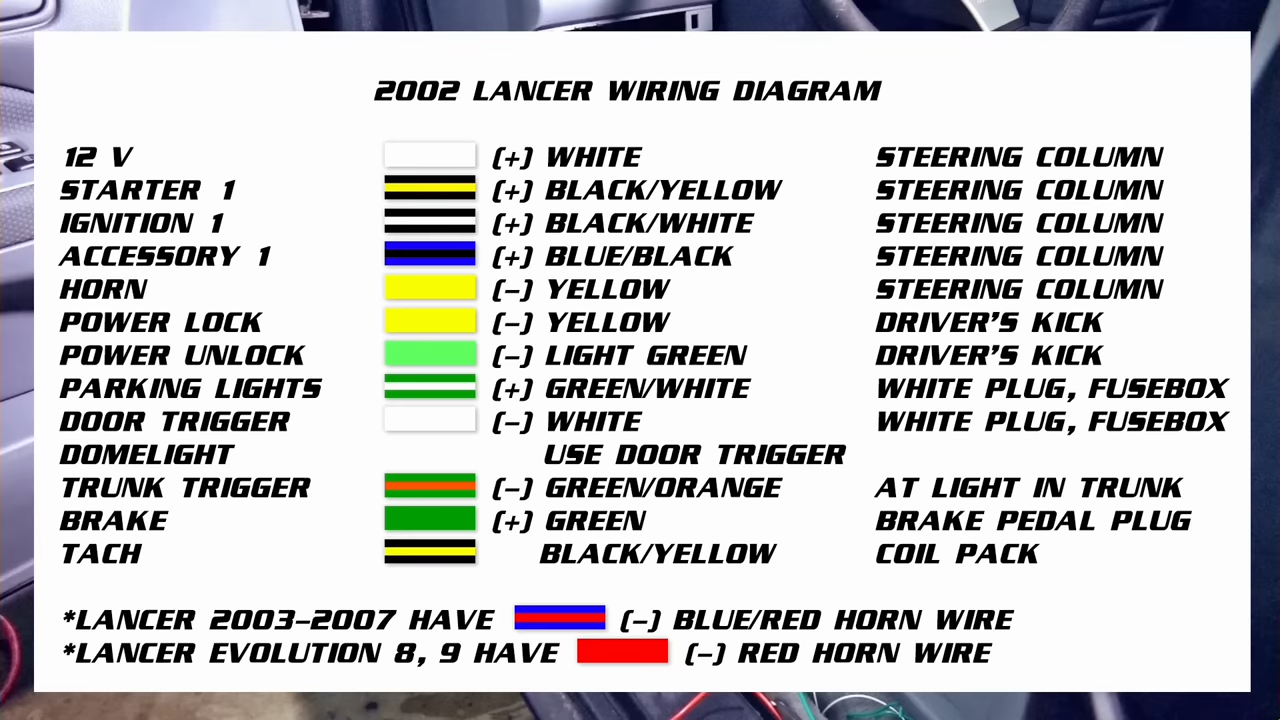 2002 LANCER WIRING DIAGRAM
12 V (+) WHITE STEERING COLUMN
STARTER 1 (+) BLACK/YELLOW STEERING COLUMN
IGNITION 1 (+) BLACK/WHITE STEERING COLUMN
ACCESSORY 1 (+) BLUE/BLACK STEERING COLUMN
HORN (-) YELLOW STEERING COLUMN
POWER LOCK (-) YELLOW DRIVER'S KICK
POWER UNLOCK (-) LIGHT GREEN DRIVER'S KICK
PARKING LIGHTS (+) GREEN/WHITE WHITE PLUG, FUSEBOX
DOOR TRIGGER (-) WHITE WHITE PLUG, FUSEBOX
DOMELIGHT USE DOOR TRIGGER
TRUNK TRIGGER (-) GREEN/ORANGE AT LIGHT IN TRUNK
BRAKE (+) GREEN BRAKE PEDAL PLUG
TACH BLACK/YELLOW COIL PACK
*LANCER 2003-2007 HAVE (-) BLUE/RED HORN WIRE
*LANCER EVOLUTION 8, 9 HAVE (-) RED HORN WIRE